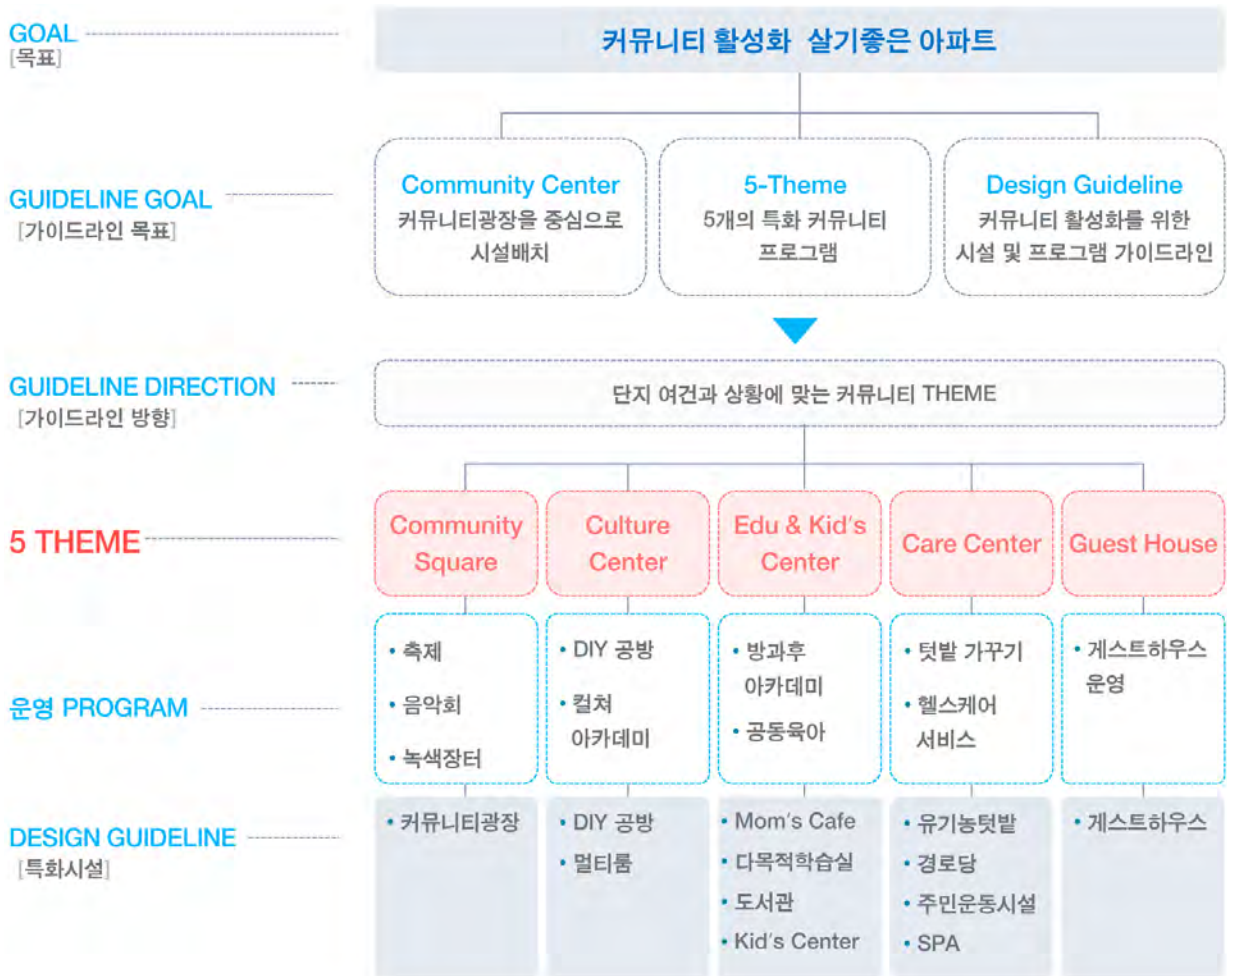 GOAL
[목표]
커뮤니티 활성화 살기좋은 아파트
GUIDELINE GOAL
[가이드라인 목표]
Community Center
커뮤니티광장을 중심으로
시설배치
5-Theme
5개의 특화 커뮤니티
프로그램
Design Guideline
커뮤니티 활성화를 위한
시설 및 프로그램 가이드라인
GUIDELINE DIRECTION
[가이드라인 방향]
단지 여건과 상황에 맞는 커뮤니티 THEME
5 THEME
Community
Square
Culture
Center
Edu & Kid's
Center
Care Center
Guest House
운영 PROGRAM
• 축제
• 음악회
• 녹색장터
• DIY 공방
• 컬쳐
아카데미
• 방과후
아카데미
• 공동육아
• 텃밭 가꾸기
• 헬스케어
서비스
• 게스트하우스
운영
DESIGN GUIDELINE
[특화시설]
• 커뮤니티광장
• DIY 공방
• 멀티룸
• Mom's Cafe
• 다목적학습실
• 도서관
• Kid's Center
• 유기농텃밭
• 경로당
• 주민운동시설
• SPA
• 게스트하우스